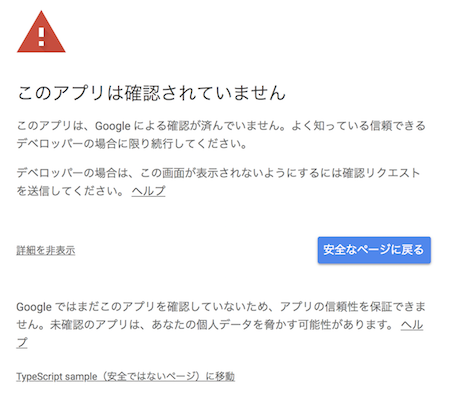 このアプリは確認されていません
このアプリは、Google による確認が済んでいません。よく知っている信頼できる
デベロッパーの場合に限り続行してください。
デベロッパーの場合は、この画面が表示されないようにするには確認リクエスト
を送信してください。 ヘルプ
詳細を非表示
安全なページに戻る
Google ではまだこのアプリを確認していないため、アプリの信頼性を保証できま
せん。未確認のアプリは、あなたの個人データを脅かす可能性があります。 ヘル
プ
TypeScript sample（安全ではないページ）に移動